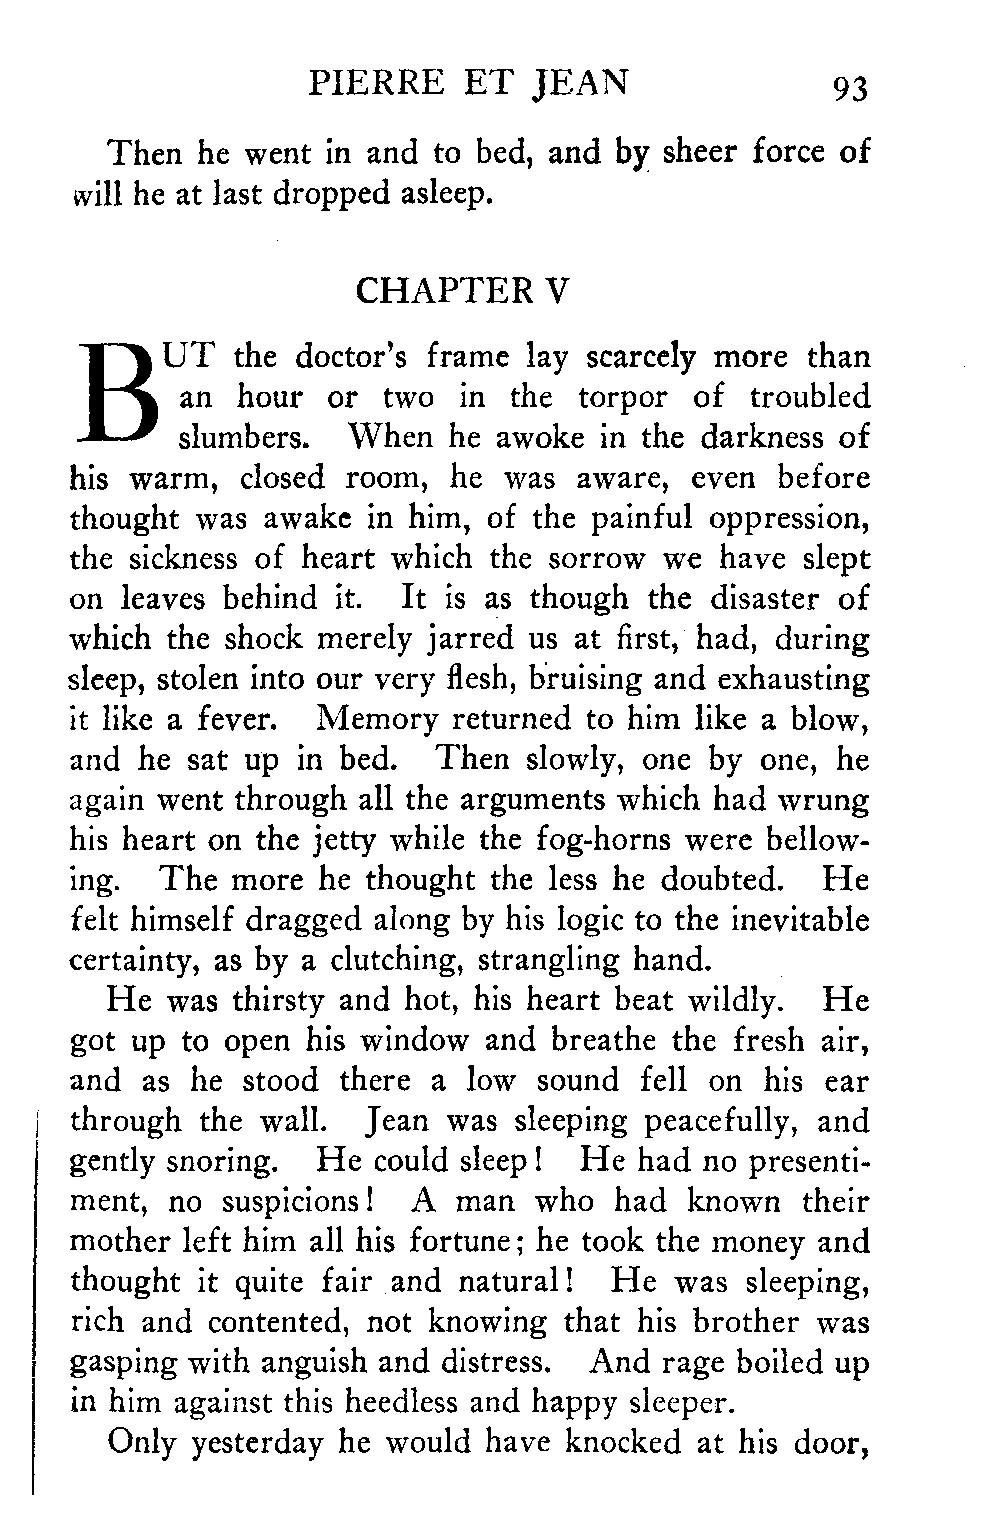 PIERRE ET JEAN 93
Then he went in and to bed, and by sheer force of
will he at last dropped asleep.
CHAPTER V
BUT the doctor's frame lay scarcely more than
an hour or two in the torpor of troubled
slumbers. When he awoke in the darkness of
his warm, closed room, he was aware, even before
thought was awake in him, of the painful oppression,
the sickness of heart which the sorrow we have slept
on leaves behind it. It is as though the disaster of
which the shock merely jarred us at first, had, during
sleep, stolen into our very flesh, bruising and exhausting
it like a fever. Memory returned to him like a blow,
and he sat up in bed. Then slowly, one by one, he
again went through all the arguments which had wrung
his heart on the jetty while the fog-horns were bellow-
ing. The more he thought the less he doubted. He
felt himself dragged along by his logic to the inevitable
certainty, as by a clutching, strangling hand.
He was thirsty and hot, his heart beat wildly. He
got up to open his window and breathe the fresh air,
and as he stood there a low sound fell on his ear
through the wall. Jean was sleeping peacefully, and
gently snoring. He could sleep! He had no presenti-
ment, no suspicions! A man who had known their
mother left him all his fortune; he took the money and
thought it quite fair and natural! He was sleeping,
rich and contented, not knowing that his brother was
gasping with anguish and distress. And rage boiled up
in him against this heedless and happy sleeper.
Only yesterday he would have knocked at his door,